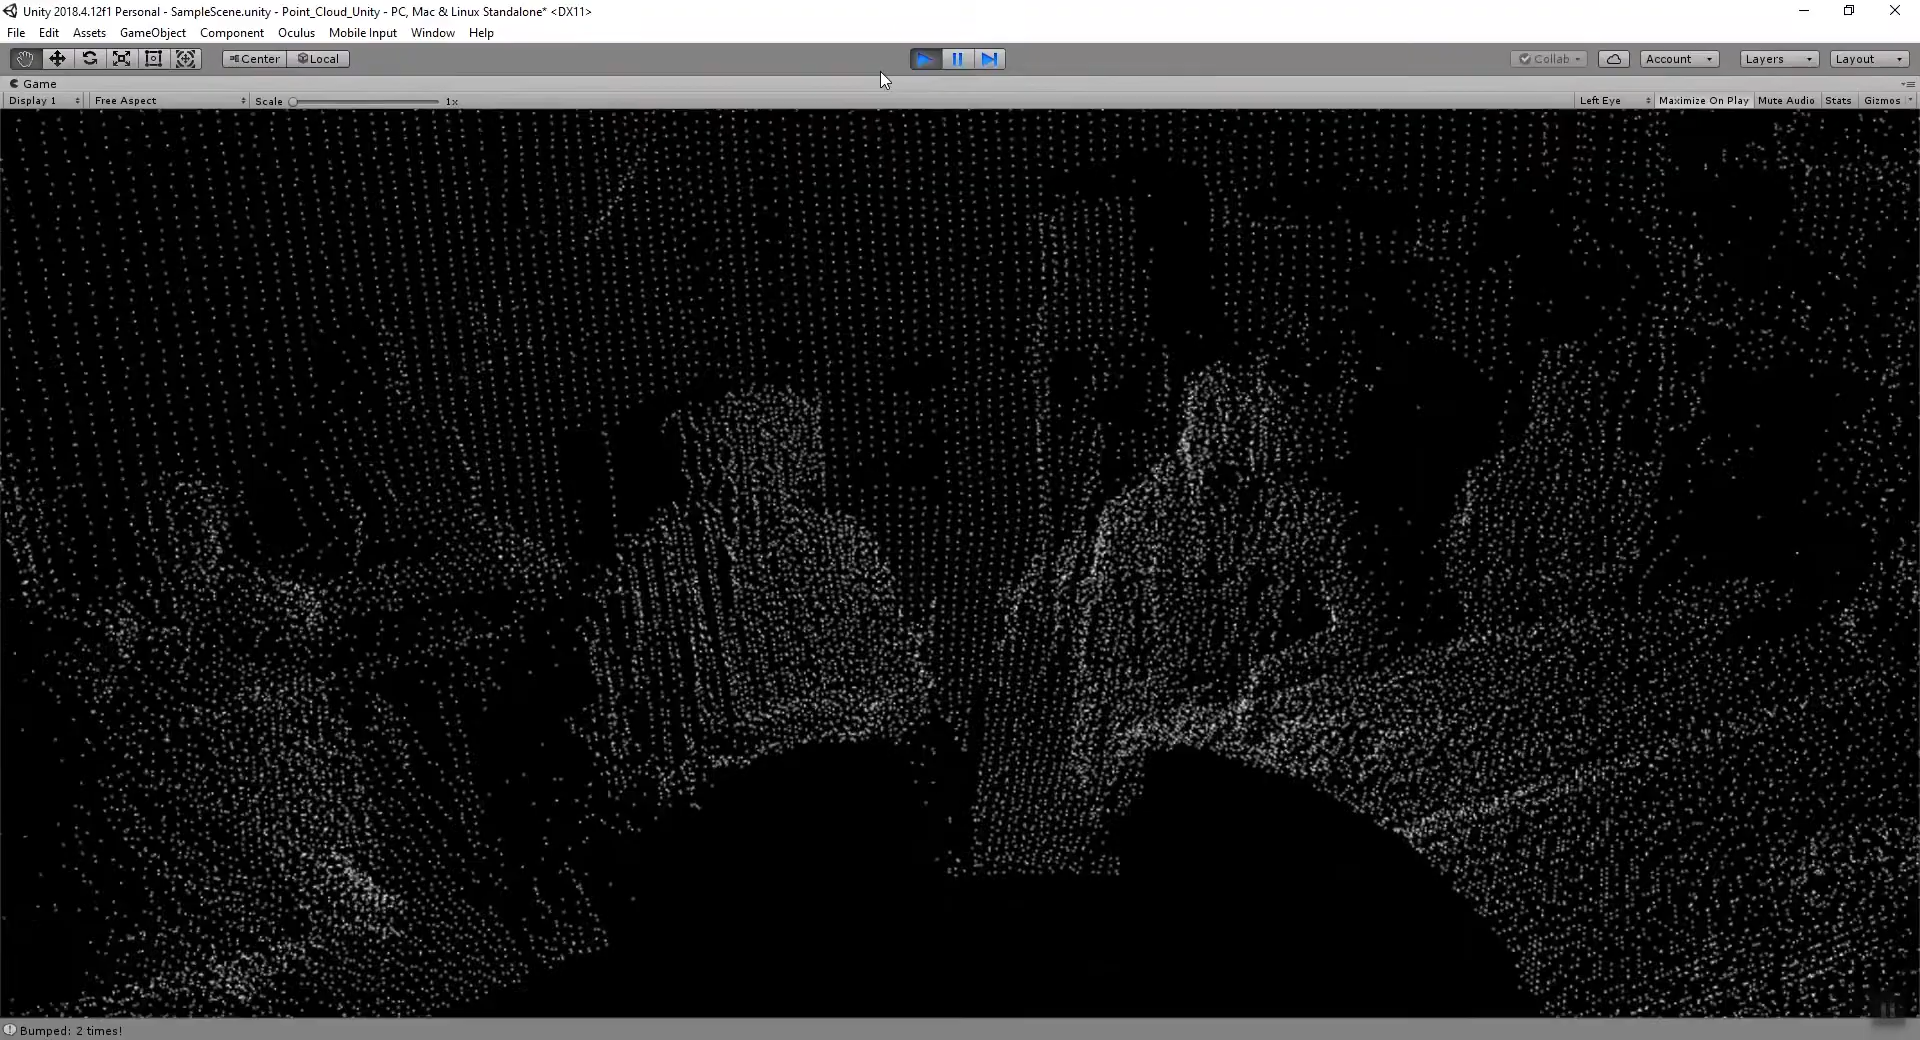 Unity 2018.4.12f1 Personal - SampleScene.unity - Point_Cloud_Unity - PC, Mac & Linux Standalone* <DX11>
File Edit Assets GameObject Component Oculus Mobile Input Window Help
Center Local Collab Account Layers Layout
Game
Display 1 Free Aspect Scale 1x Left Eye Maximize On Play Mute Audio Stats Gizmos
Bumped: 2 times!